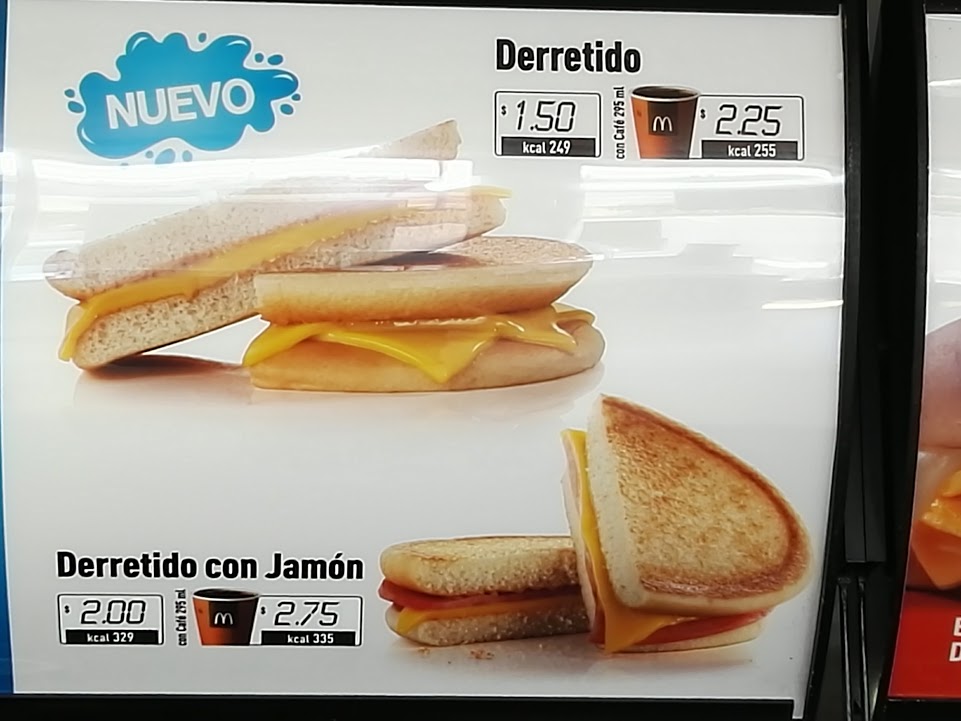 NUEVO
Derretido
$ 1.50
kcal 249
con Café 295 ml
$ 2.25
kcal 255
Derretido con Jamón
$ 2.00
kcal 329
con Café 295 ml
$ 2.75
kcal 335